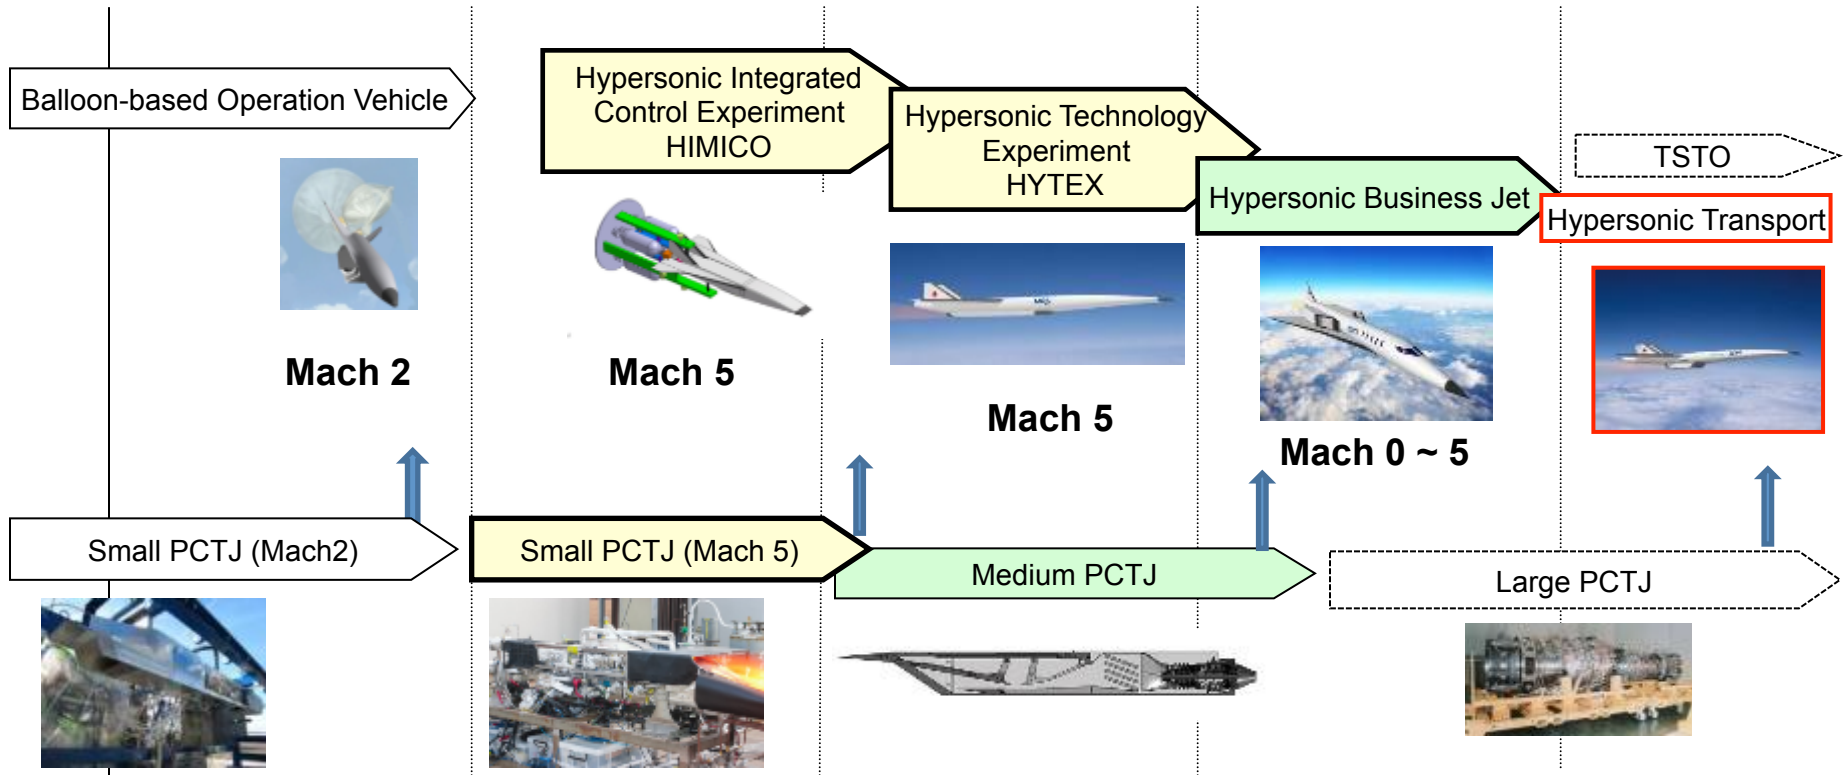 Balloon-based Operation Vehicle
Hypersonic Integrated
Control Experiment
HIMICO
Hypersonic Technology
Experiment
HYTEX
Hypersonic Business Jet
TSTO
Hypersonic Transport
Mach 2
Mach 5
Mach 5
Mach 0 ~ 5
Small PCTJ (Mach2)
Small PCTJ (Mach 5)
Medium PCTJ
Large PCTJ